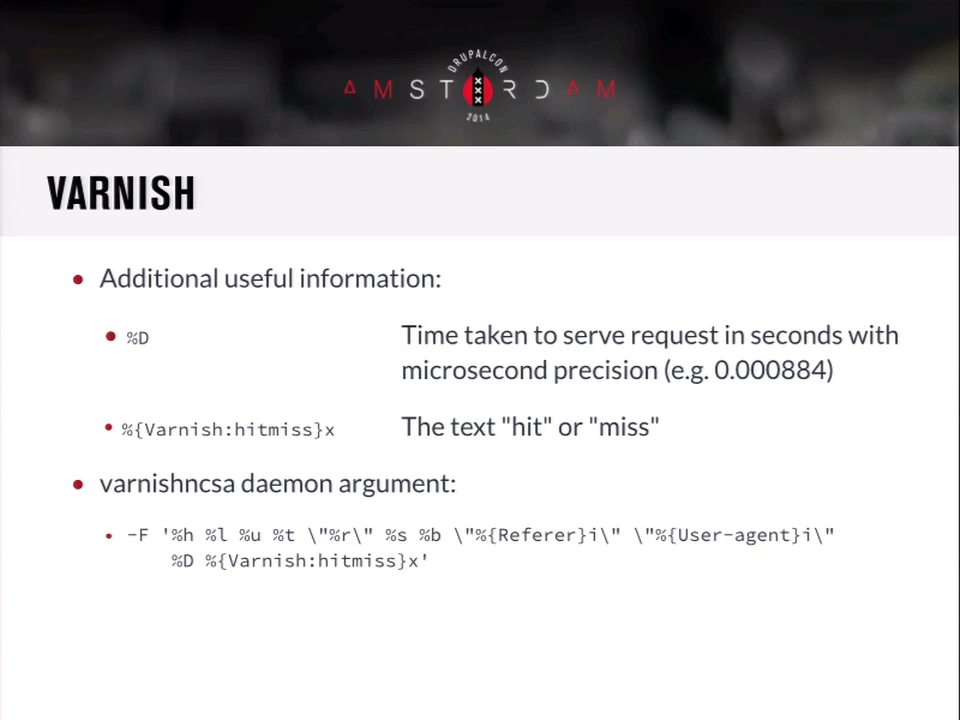 DRUPALCON
AMSTERDAM
2014
VARNISH
• Additional useful information:
• %D Time taken to serve request in seconds with
microsecond precision (e.g. 0.000884)
• %{Varnish:hitmiss}x The text "hit" or "miss"
• varnishncsa daemon argument:
• -F '%h %l %u %t \"%r\" %s %b \"%{Referer}i\" \"%{User-agent}i\"
%D %{Varnish:hitmiss}x'